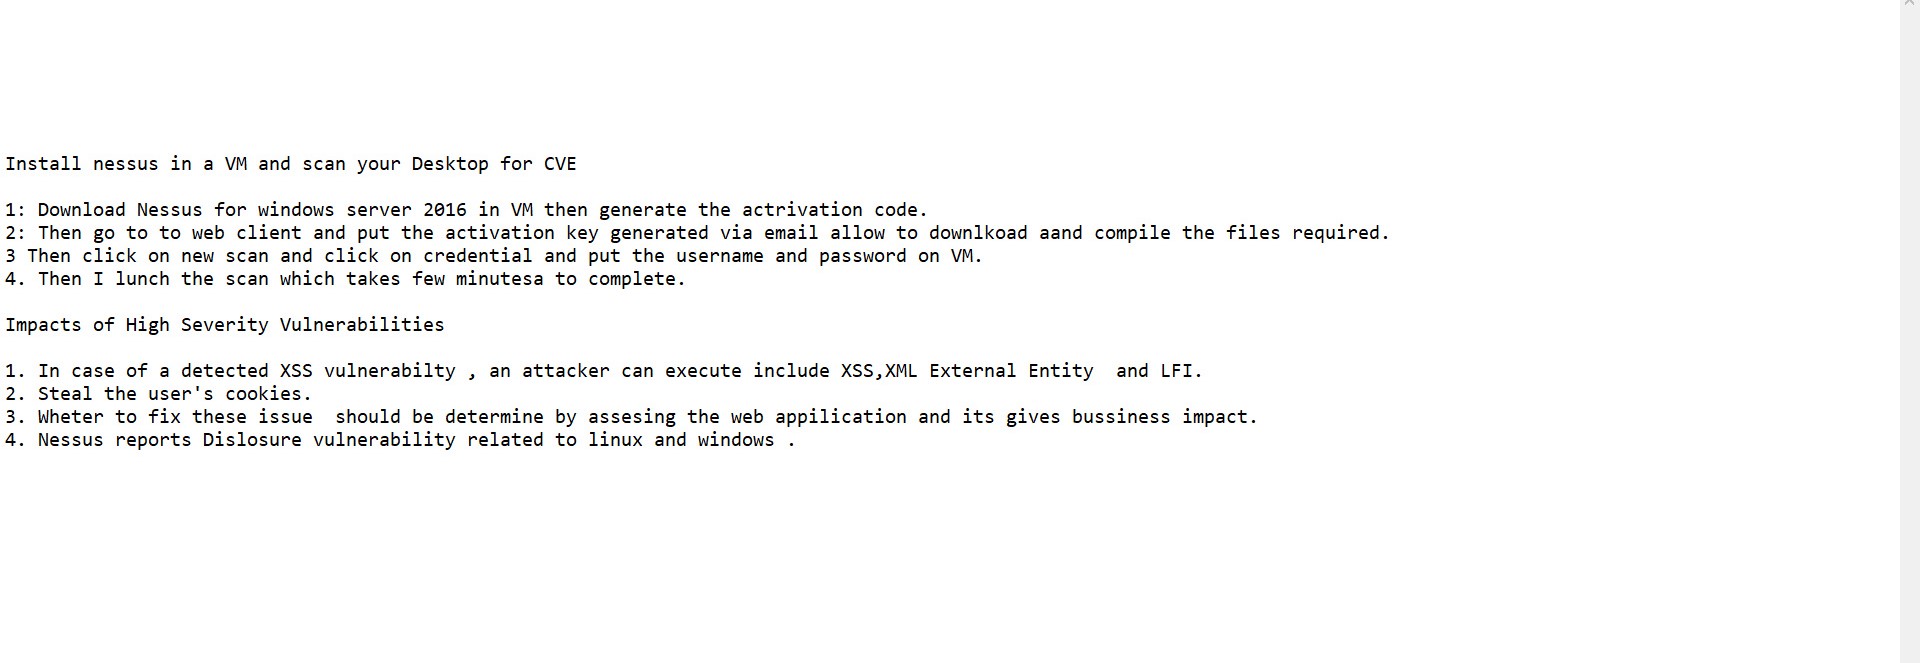 Install nessus in a VM and scan your Desktop for CVE
1: Download Nessus for windows server 2016 in VM then generate the actrivation code.
2: Then go to to web client and put the activation key generated via email allow to downlkoad aand compile the files required.
3 Then click on new scan and click on credential and put the username and password on VM.
4. Then I lunch the scan which takes few minutesa to complete.
Impacts of High Severity Vulnerabilities
1. In case of a detected XSS vulnerabilty , an attacker can execute include XSS,XML External Entity  and LFI.
2. Steal the user's cookies.
3. Wheter to fix these issue  should be determine by assesing the web appilication and its gives bussiness impact.
4. Nessus reports Dislosure vulnerability related to linux and windows .